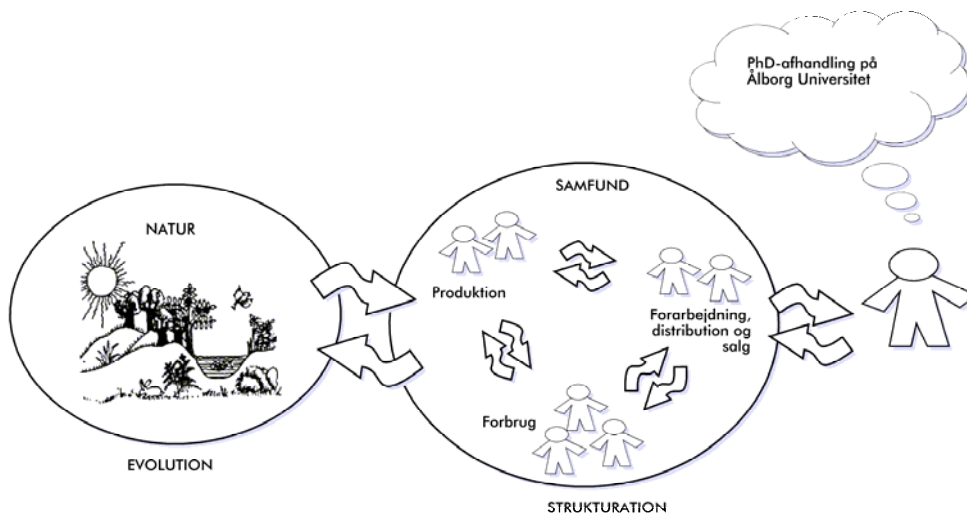 PhD-afhandling på
Ålborg Universitet
SAMFUND
NATUR
Produktion
Forarbejdning,
distribution og
salg
Forbrug
EVOLUTION
STRUKTURATION